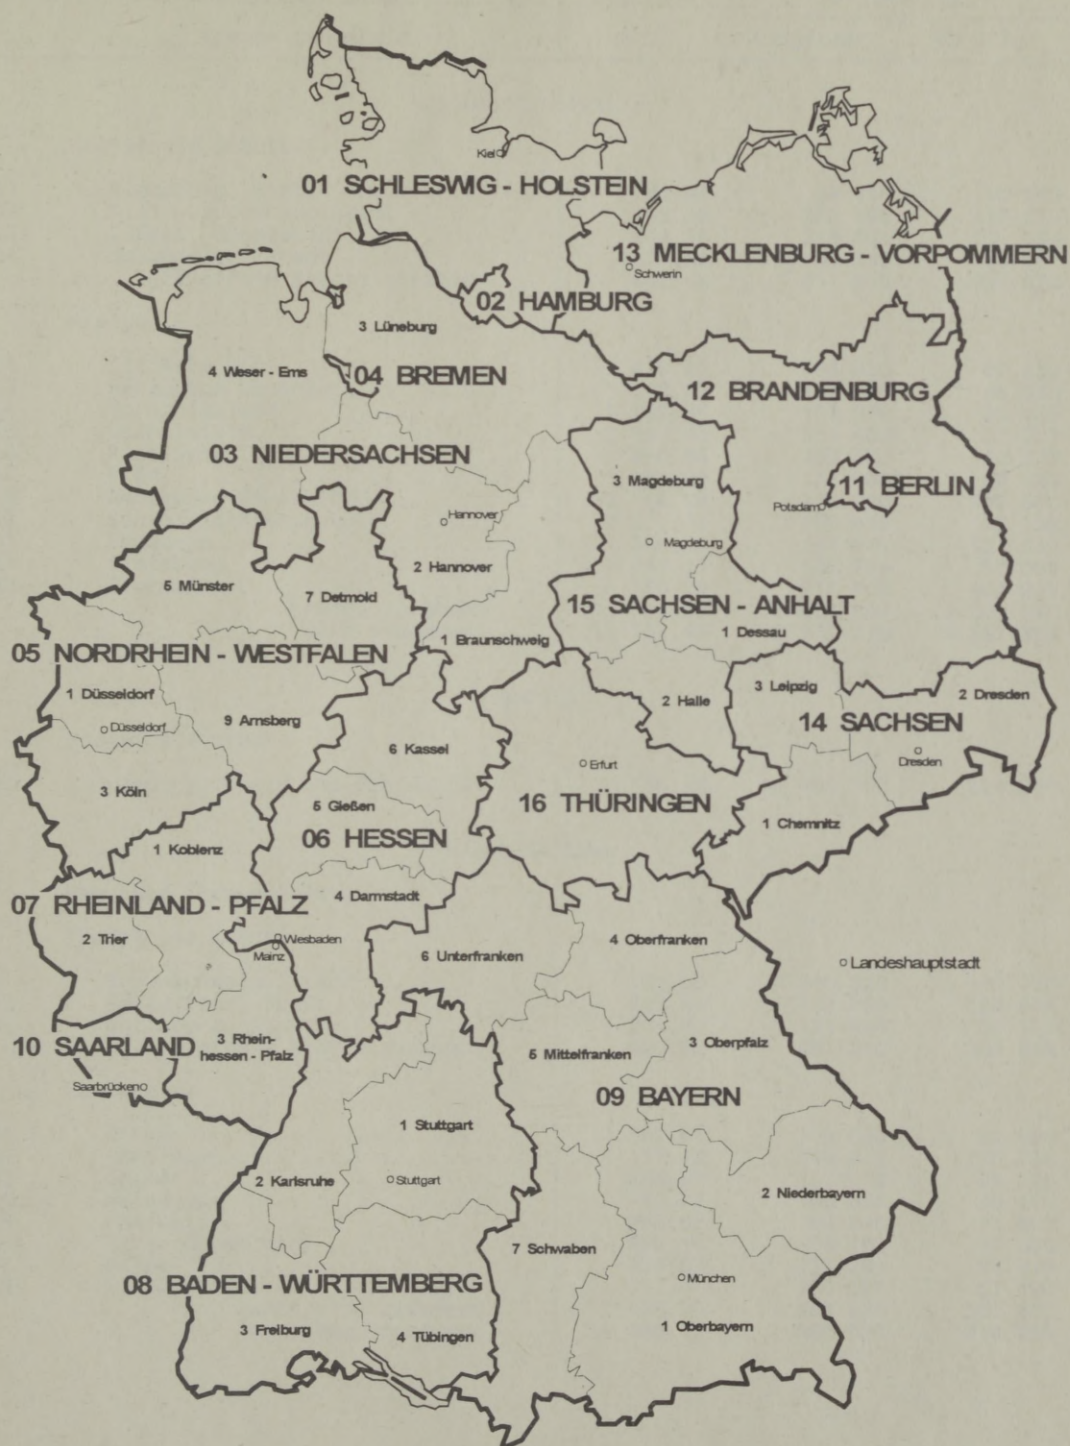 Kiel
01 SCHLESWIG - HOLSTEIN
13 MECKLENBURG - VORPOMMERN
Schwerin
02 HAMBURG
3 Lüneburg
4 Weser - Ems
04 BREMEN
12 BRANDENBURG
03 NIEDERSACHSEN
3 Magdeburg
11 BERLIN
Potsdam
Hannover
Magdeburg
2 Hannover
5 Münster
7 Detmold
15 SACHSEN - ANHALT
1 Dessau
1 Braunschweig
05 NORDRHEIN - WESTFALEN
1 Düsseldorf
3 Leipzig
2 Dresden
2 Halle
9 Arnsberg
14 SACHSEN
Düsseldorf
6 Kassel
Erfurt
Dresden
3 Köln
5 Gießen
16 THÜRINGEN
1 Chemnitz
06 HESSEN
1 Koblenz
4 Darmstadt
07 RHEINLAND - PFALZ
2 Trier
Wiesbaden
4 Oberfranken
Mainz
6 Unterfranken
Landeshauptstadt
10 SAARLAND
3 Rhein-
hessen - Pfalz
5 Mittelfranken
3 Oberpfalz
Saarbrücken
09 BAYERN
1 Stuttgart
2 Karlsruhe
Stuttgart
2 Niederbayern
7 Schwaben
München
08 BADEN - WÜRTTEMBERG
3 Freiburg
4 Tübingen
1 Oberbayern